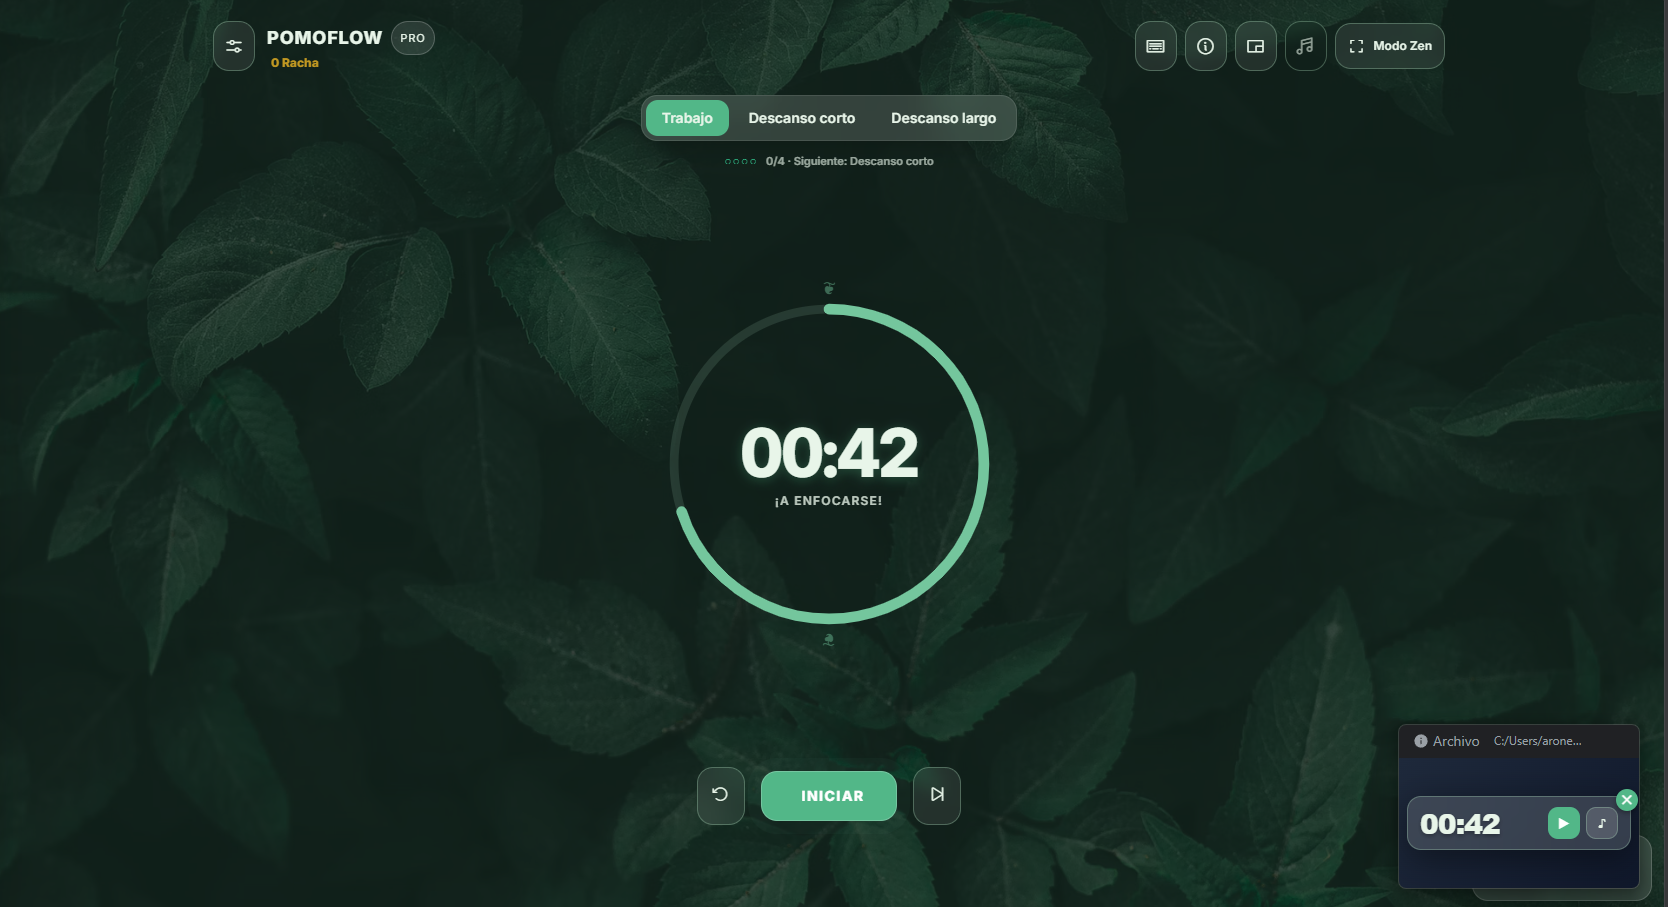 POMOFLOW PRO
0 Racha
Modo Zen
Trabajo Descanso corto Descanso largo
0/4 · Siguiente: Descanso corto
00:42
¡A ENFOCARSE!
INICIAR
Archivo C:/Users/arone...
00:42